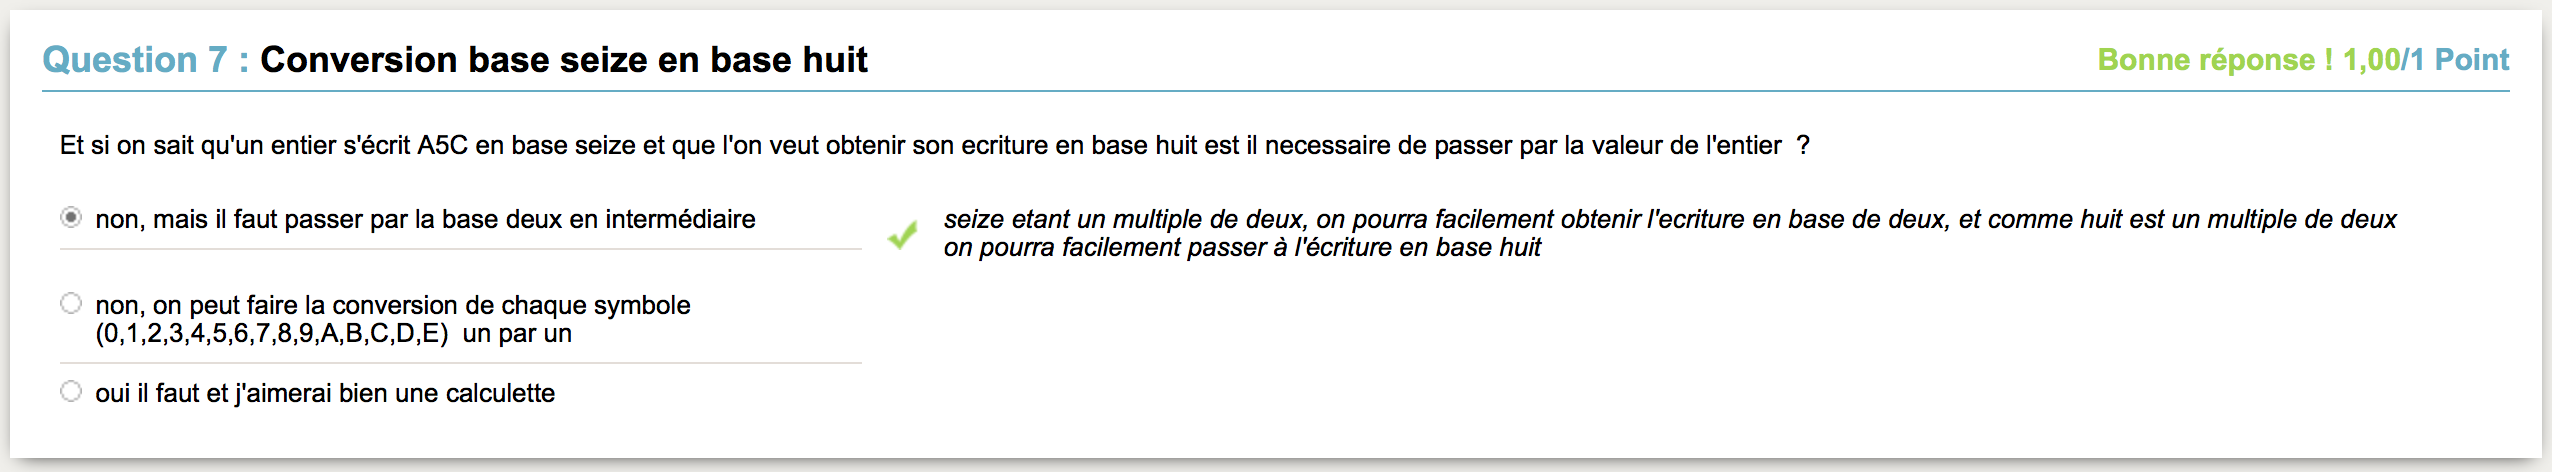 Question 7 : Conversion base seize en base huit
Bonne réponse ! 1,00/1 Point
Et si on sait qu'un entier s'écrit A5C en base seize et que l'on veut obtenir son ecriture en base huit est il necessaire de passer par la valeur de l'entier  ?
non, mais il faut passer par la base deux en intermédiaire
seize etant un multiple de deux, on pourra facilement obtenir l'ecriture en base de deux, et comme huit est un multiple de deux
on pourra facilement passer à l'écriture en base huit
non, on peut faire la conversion de chaque symbole
(0,1,2,3,4,5,6,7,8,9,A,B,C,D,E)  un par un
oui il faut et j'aimerai bien une calculette